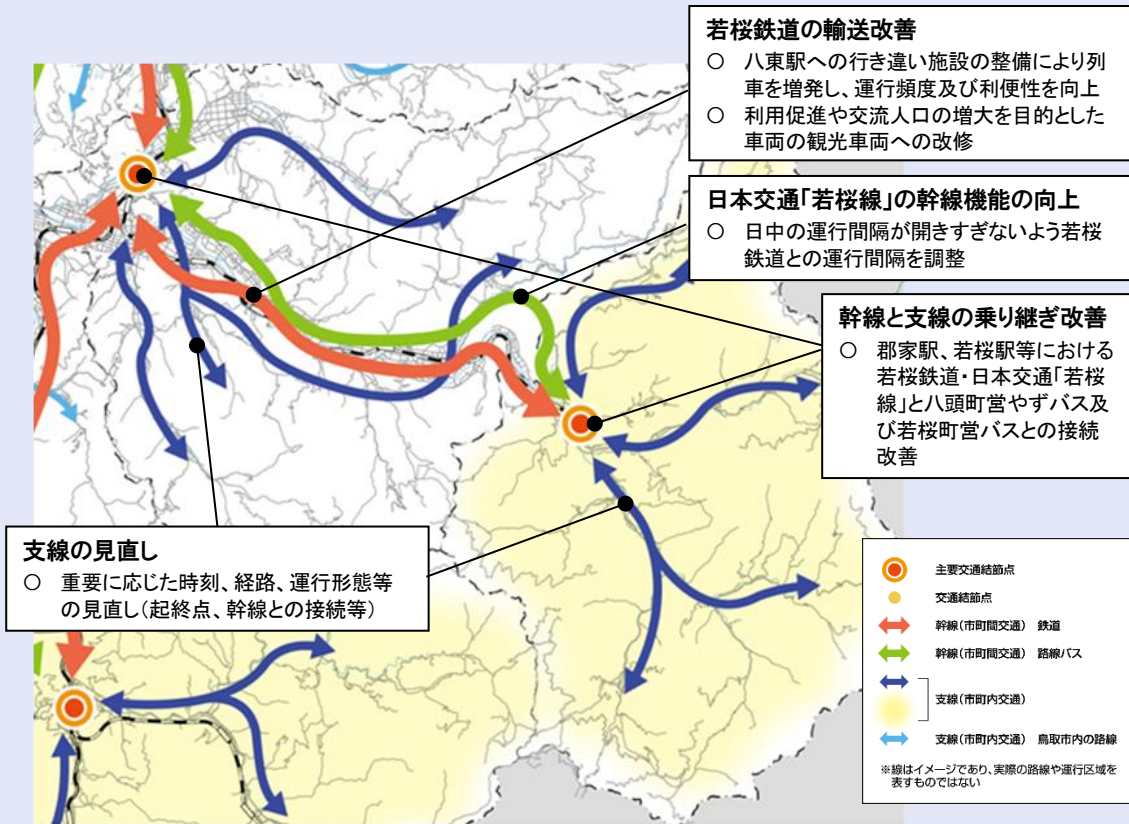 若桜鉄道の輸送改善
○ 八東駅への行き違い施設の整備により列
車を増発し、運行頻度及び利便性を向上
○ 利用促進や交流人口の増大を目的とした
車両の観光車両への改修
日本交通「若桜線」の幹線機能の向上
○ 日中の運行間隔が開きすぎないよう若桜
鉄道との運行間隔を調整
幹線と支線の乗り継ぎ改善
○ 郡家駅、若桜駅等における
若桜鉄道・日本交通「若桜
線」と八頭町営やずバス及
び若桜町営バスとの接続
改善
支線の見直し
○ 重要に応じた時刻、経路、運行形態等
の見直し(起終点、幹線との接続等)
主要交通結節点
交通結節点
幹線(市町間交通) 鉄道
幹線(市町間交通) 路線バス
支線(市町内交通)
支線(市町内交通) 鳥取市内の路線
※線はイメージであり、実際の路線や運行区域を
表すものではない